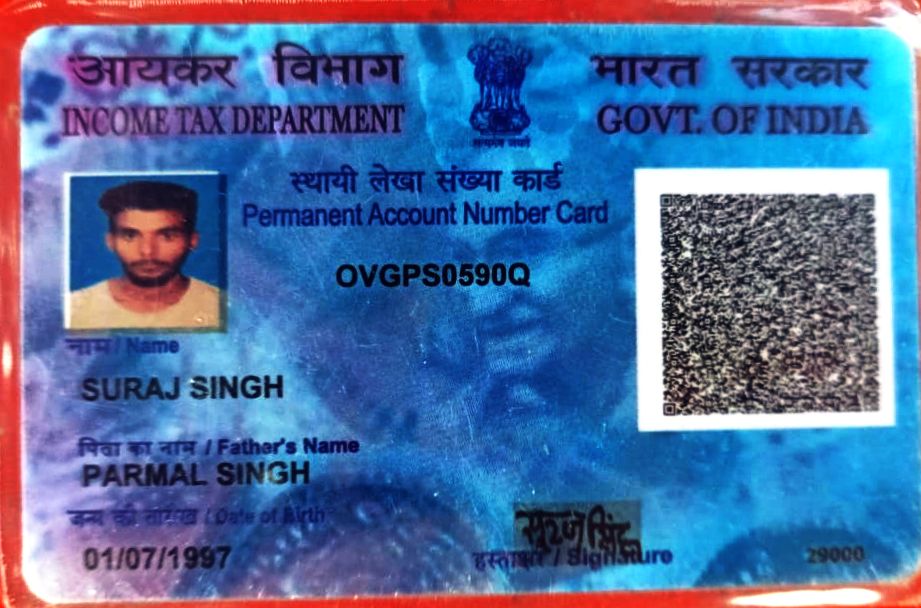 आयकर विभाग
INCOME TAX DEPARTMENT
भारत सरकार
GOVT. OF INDIA
सत्यमेव जयते
स्थायी लेखा संख्या कार्ड
Permanent Account Number Card
OVGPS0590Q
नाम / Name
SURAJ SINGH
पिता का नाम / Father's Name
PARMAL SINGH
जन्म की तारीख / Date of Birth
01/07/1997
सूरज सिंह
हस्ताक्षर / Signature
29000